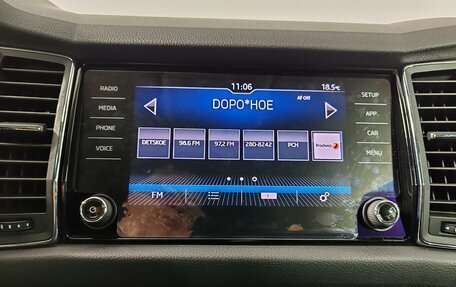 11:06
18.5°C
RADIO
SETUP
AF Off
MEDIA
DOPO*HOE
APP
PHONE
CAR
DETSKOE
98.6 FM
97.2 FM
280-8242
PCH
VOICE
MENU
FM